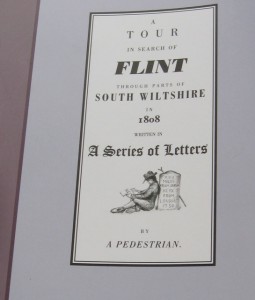 A
TOUR
IN SEARCH OF
FLINT
THROUGH PARTS OF
SOUTH WILTSHIRE
IN
1808
WRITTEN IN
A Series of Letters
BY
A PEDESTRIAN.